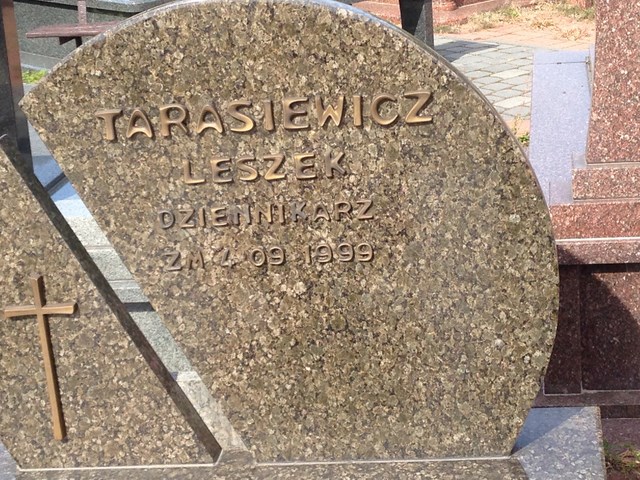 TARASIEWICZ
LESZEK
DZIENNIKARZ
ZM 4 09 1999